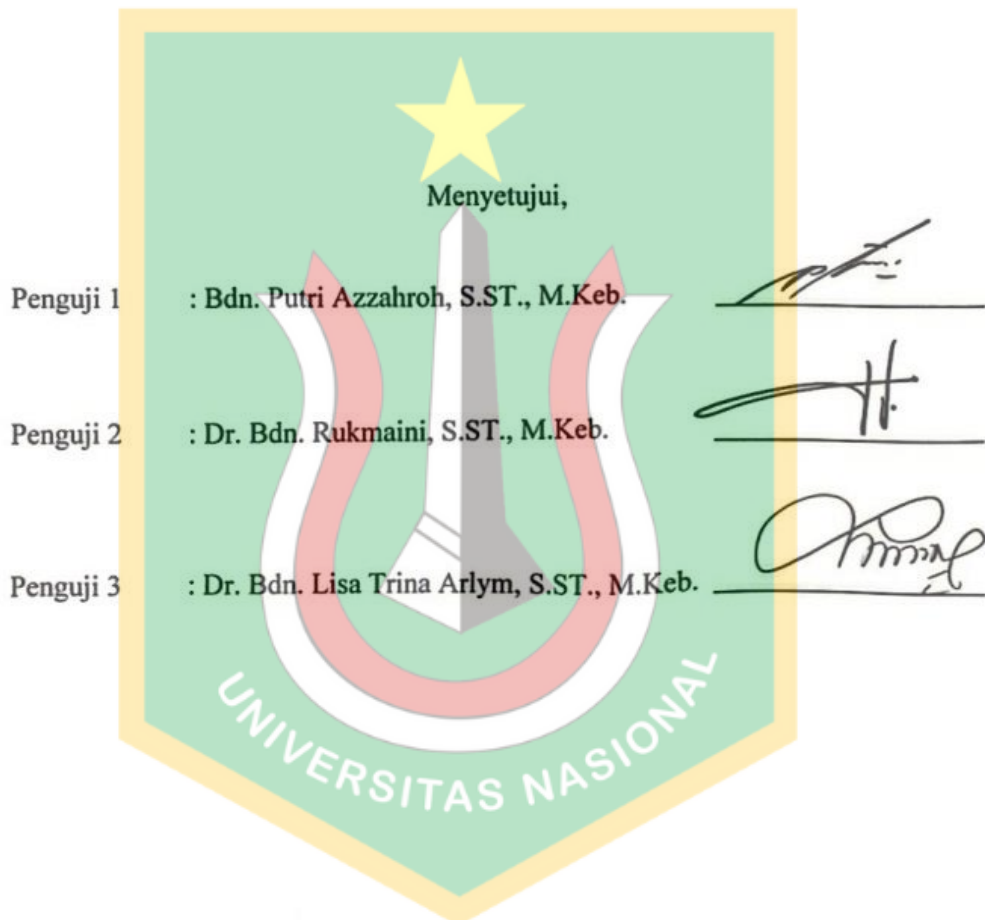 Menyetujui,
Penguji 1 : Bdn. Putri Azzahroh, S.ST., M.Keb.
Penguji 2 : Dr. Bdn. Rukmaini, S.ST., M.Keb.
Penguji 3 : Dr. Bdn. Lisa Trina Arlym, S.ST., M.Keb.
UNIVERSITAS NASIONAL